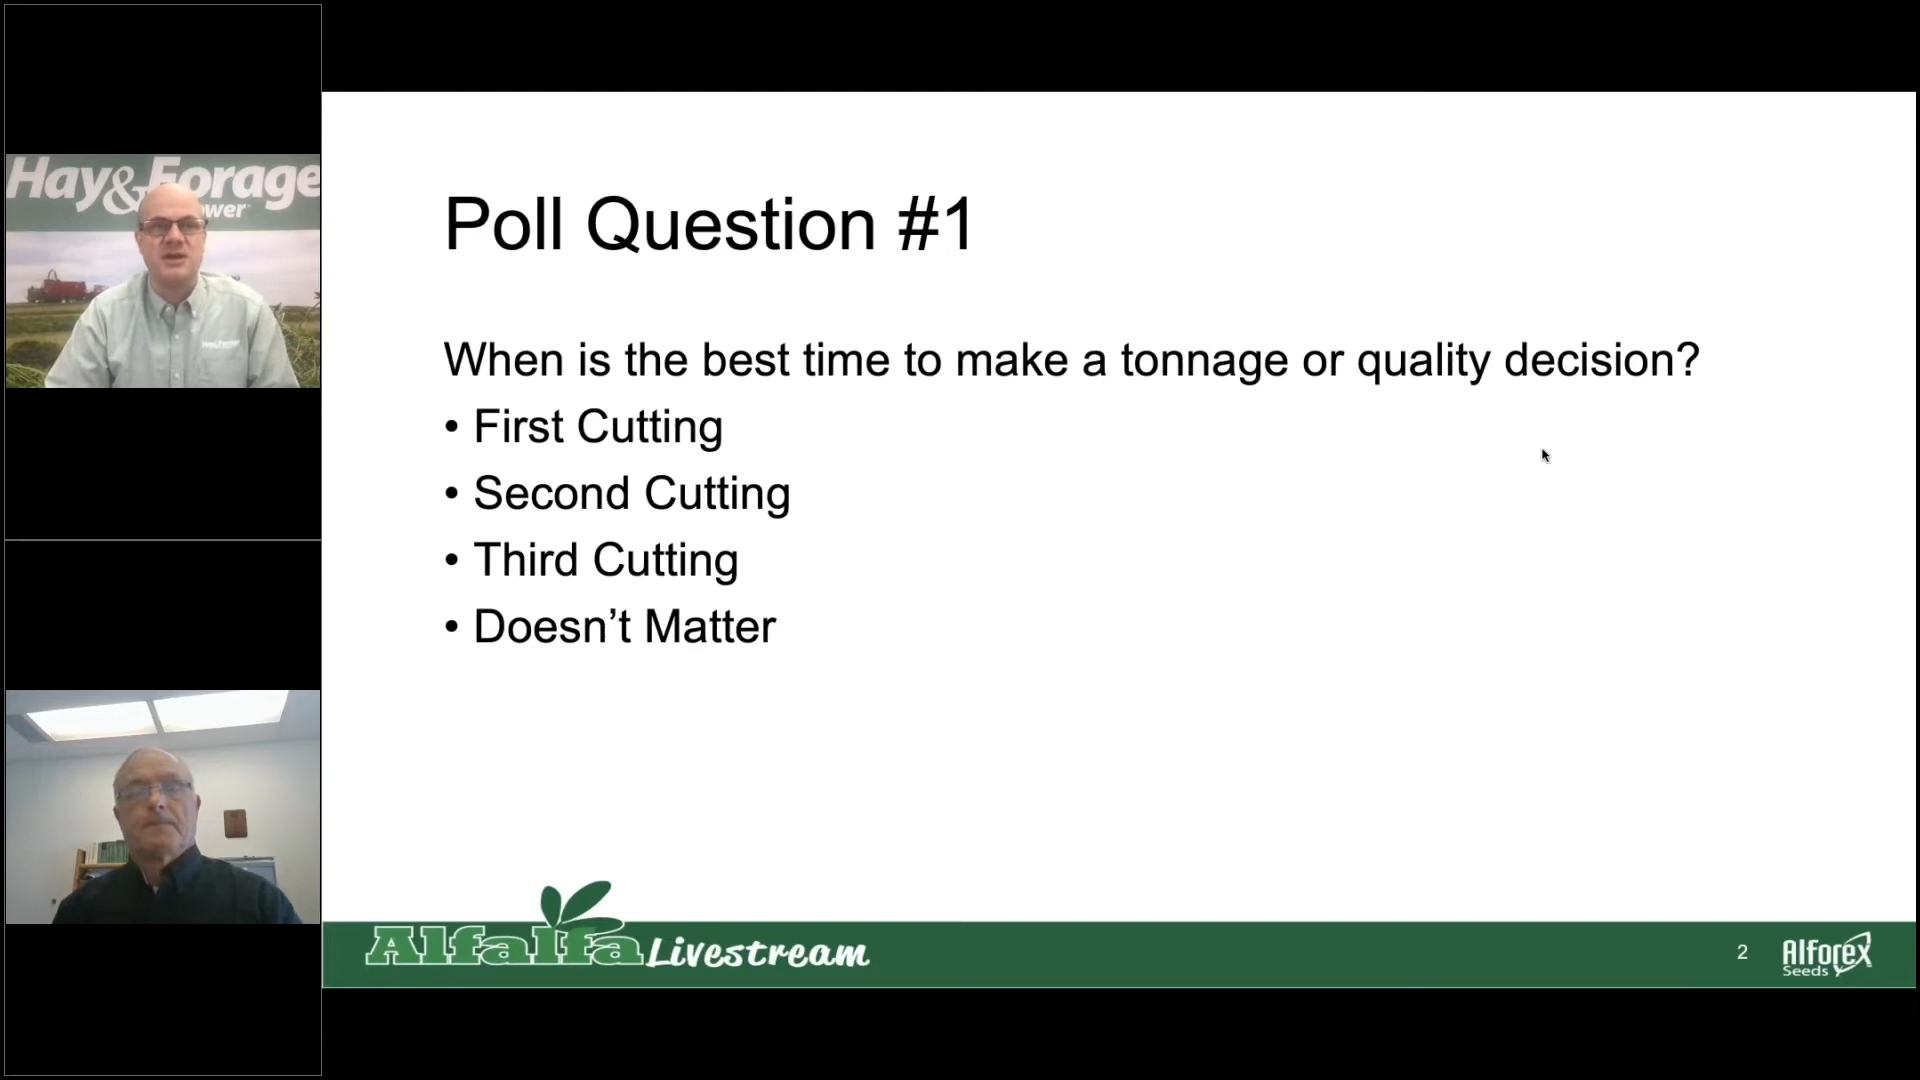 Hay&Forage
ower
Poll Question #1
When is the best time to make a tonnage or quality decision?
• First Cutting
• Second Cutting
• Third Cutting
• Doesn’t Matter
Alfalfa Livestream
2
Alforex
Seeds